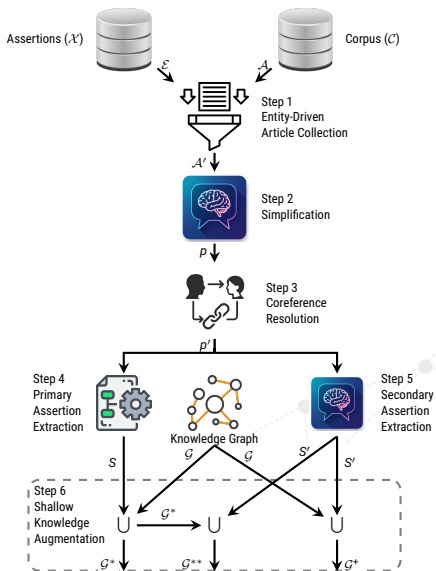 Assertions (𝒳)
Corpus (𝒞)
ℰ
𝒜
Step 1
Entity-Driven
Article Collection
𝒜′
Step 2
Simplification
p
Step 3
Coreference
Resolution
p′
Step 4
Primary
Assertion
Extraction
Knowledge Graph
Step 5
Secondary
Assertion
Extraction
S
𝒢
𝒢
S′
S′
Step 6
Shallow
Knowledge
Augmentation
∪
𝒢*
∪
∪
𝒢*
𝒢**
𝒢⁺